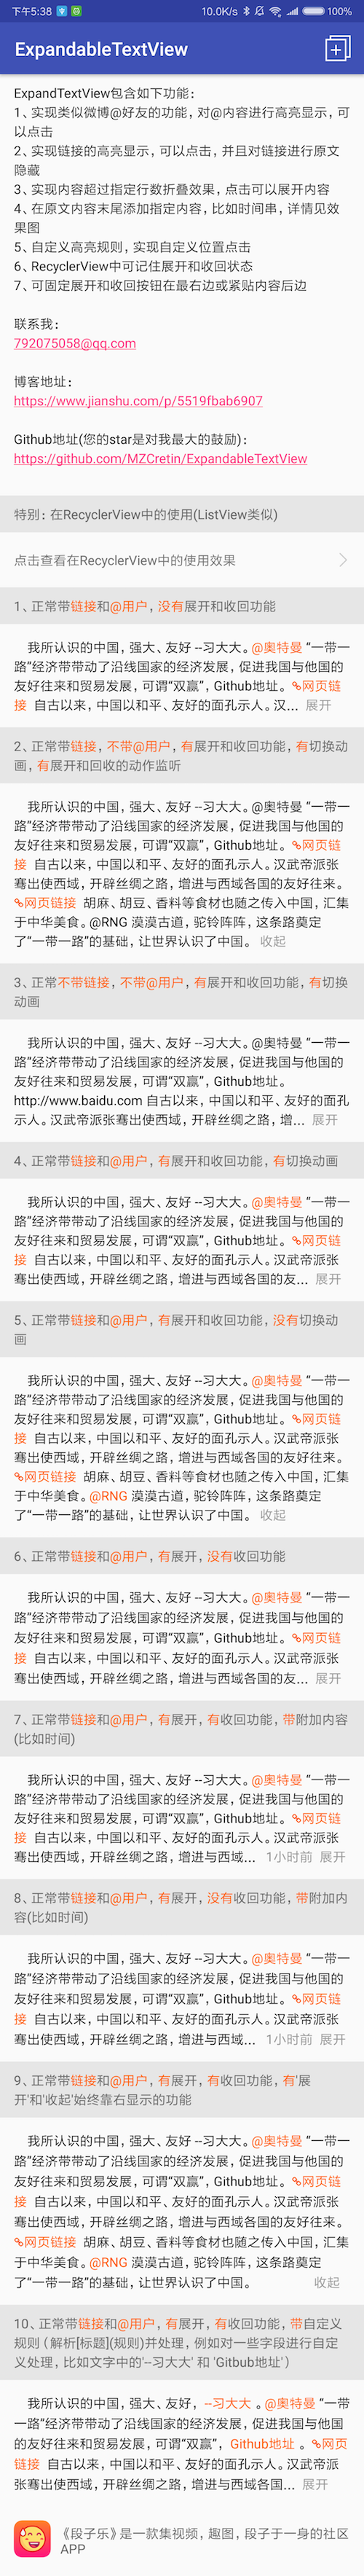 下午5:38
10.0K/s
100%
ExpandableTextView
ExpandTextView包含如下功能：
1、实现类似微博@好友的功能，对@内容进行高亮显示，可
以点击
2、实现链接的高亮显示，可以点击，并且对链接进行原文
隐藏
3、实现内容超过指定行数折叠效果，点击可以展开内容
4、在原文内容末尾添加指定内容，比如时间串，详情见效
果图
5、自定义高亮规则，实现自定义位置点击
6、RecyclerView中可记住展开和收回状态
7、可固定展开和收回按钮在最右边或紧贴内容后边
联系我：
792075058@qq.com
博客地址：
https://www.jianshu.com/p/5519fbab6907
Github地址(您的star是对我最大的鼓励)：
https://github.com/MZCretin/ExpandableTextView
特别：在RecyclerView中的使用(ListView类似)
点击查看在RecyclerView中的使用效果
1、正常带链接和@用户，没有展开和收回功能
我所认识的中国，强大、友好 --习大大。@奥特曼 “一带一
路”经济带带动了沿线国家的经济发展，促进我国与他国的
友好往来和贸易发展，可谓“双赢”，Github地址。网页链
接 自古以来，中国以和平、友好的面孔示人。汉... 展开
2、正常带链接，不带@用户，有展开和收回功能，有切换动
画，有展开和回收的动作监听
我所认识的中国，强大、友好 --习大大。@奥特曼 “一带一
路”经济带带动了沿线国家的经济发展，促进我国与他国的
友好往来和贸易发展，可谓“双赢”，Github地址。网页链
接 自古以来，中国以和平、友好的面孔示人。汉武帝派张
骞出使西域，开辟丝绸之路，增进与西域各国的友好往来。
网页链接 胡麻、胡豆、香料等食材也随之传入中国，汇集
于中华美食。@RNG 漠漠古道，驼铃阵阵，这条路奠定
了“一带一路”的基础，让世界认识了中国。 收起
3、正常不带链接，不带@用户，有展开和收回功能，有切换
动画
我所认识的中国，强大、友好 --习大大。@奥特曼 “一带一
路”经济带带动了沿线国家的经济发展，促进我国与他国的
友好往来和贸易发展，可谓“双赢”，Github地址。
http://www.baidu.com 自古以来，中国以和平、友好的面孔
示人。汉武帝派张骞出使西域，开辟丝绸之路，增... 展开
4、正常带链接和@用户，有展开和收回功能，有切换动画
我所认识的中国，强大、友好 --习大大。@奥特曼 “一带一
路”经济带带动了沿线国家的经济发展，促进我国与他国的
友好往来和贸易发展，可谓“双赢”，Github地址。网页链
接 自古以来，中国以和平、友好的面孔示人。汉武帝派张
骞出使西域，开辟丝绸之路，增进与西域各国的友... 展开
5、正常带链接和@用户，有展开和收回功能，没有切换动
画
我所认识的中国，强大、友好 --习大大。@奥特曼 “一带一
路”经济带带动了沿线国家的经济发展，促进我国与他国的
友好往来和贸易发展，可谓“双赢”，Github地址。网页链
接 自古以来，中国以和平、友好的面孔示人。汉武帝派张
骞出使西域，开辟丝绸之路，增进与西域各国的友好往来。
网页链接 胡麻、胡豆、香料等食材也随之传入中国，汇集
于中华美食。@RNG 漠漠古道，驼铃阵阵，这条路奠定
了“一带一路”的基础，让世界认识了中国。 收起
6、正常带链接和@用户，有展开，没有收回功能
我所认识的中国，强大、友好 --习大大。@奥特曼 “一带一
路”经济带带动了沿线国家的经济发展，促进我国与他国的
友好往来和贸易发展，可谓“双赢”，Github地址。网页链
接 自古以来，中国以和平、友好的面孔示人。汉武帝派张
骞出使西域，开辟丝绸之路，增进与西域各国的友... 展开
7、正常带链接和@用户，有展开，有收回功能，带附加内容
(比如时间)
我所认识的中国，强大、友好 --习大大。@奥特曼 “一带一
路”经济带带动了沿线国家的经济发展，促进我国与他国的
友好往来和贸易发展，可谓“双赢”，Github地址。网页链
接 自古以来，中国以和平、友好的面孔示人。汉武帝派张
骞出使西域，开辟丝绸之路，增进与西域... 1小时前 展开
8、正常带链接和@用户，有展开，没有收回功能，带附加内
容(比如时间)
我所认识的中国，强大、友好 --习大大。@奥特曼 “一带一
路”经济带带动了沿线国家的经济发展，促进我国与他国的
友好往来和贸易发展，可谓“双赢”，Github地址。网页链
接 自古以来，中国以和平、友好的面孔示人。汉武帝派张
骞出使西域，开辟丝绸之路，增进与西域... 1小时前 展开
9、正常带链接和@用户，有展开，有收回功能，有'展
开'和'收起'始终靠右显示的功能
我所认识的中国，强大、友好 --习大大。@奥特曼 “一带一
路”经济带带动了沿线国家的经济发展，促进我国与他国的
友好往来和贸易发展，可谓“双赢”，Github地址。网页链
接 自古以来，中国以和平、友好的面孔示人。汉武帝派张
骞出使西域，开辟丝绸之路，增进与西域各国的友好往来。
网页链接 胡麻、胡豆、香料等食材也随之传入中国，汇集
于中华美食。@RNG 漠漠古道，驼铃阵阵，这条路奠定
了“一带一路”的基础，让世界认识了中国。 收起
10、正常带链接和@用户，有展开，有收回功能，带自定义
规则（解析[标题](规则)并处理，例如对一些字段进行自定
义处理，比如文字中的'--习大大' 和 'Gitbub地址'）
我所认识的中国，强大、友好， --习大大 。@奥特曼 “一带
一路”经济带带动了沿线国家的经济发展，促进我国与他国
的友好往来和贸易发展，可谓“双赢”， Github地址 。网页
链接 自古以来，中国以和平、友好的面孔示人。汉武帝派
张骞出使西域，开辟丝绸之路，增进与西域各国... 展开
《段子乐》是一款集视频，趣图，段子于一身的社区
APP